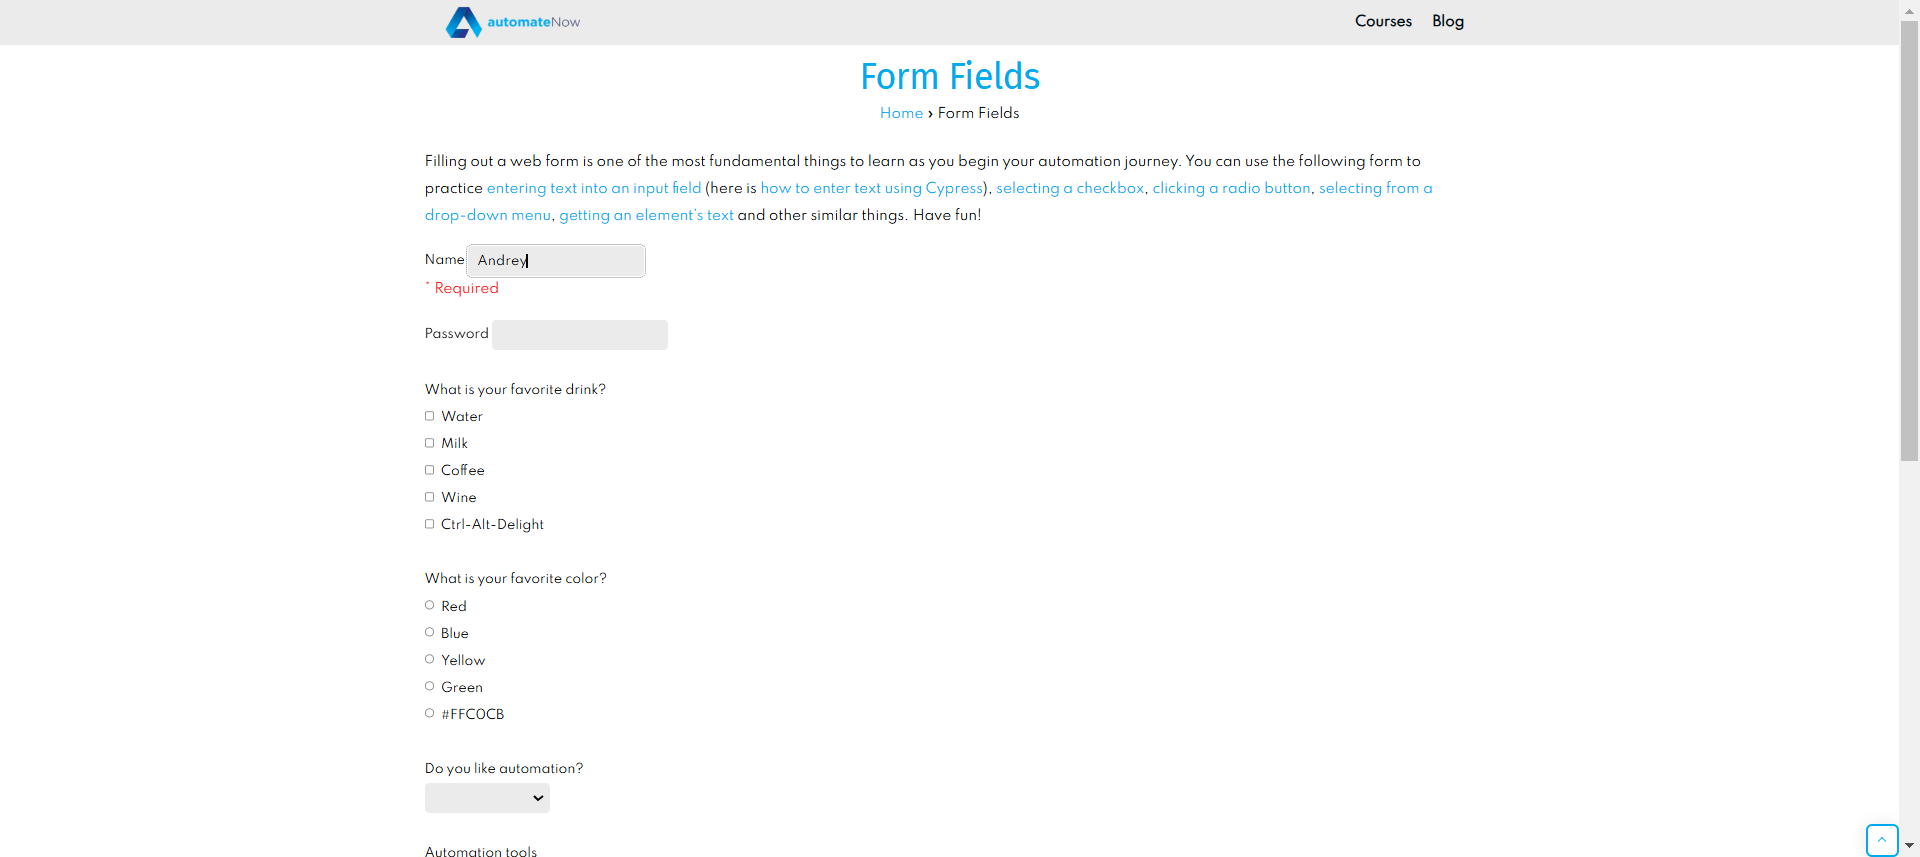 automateNow
Courses
Blog
Form Fields
Home › Form Fields
Filling out a web form is one of the most fundamental things to learn as you begin your automation journey. You can use the following form to
practice entering text into an input field (here is how to enter text using Cypress), selecting a checkbox, clicking a radio button, selecting from a
drop-down menu, getting an element's text and other similar things. Have fun!
Name Andrey
* Required
Password
What is your favorite drink?
Water
Milk
Coffee
Wine
Ctrl-Alt-Delight
What is your favorite color?
Red
Blue
Yellow
Green
#FFC0CB
Do you like automation?
Automation tools